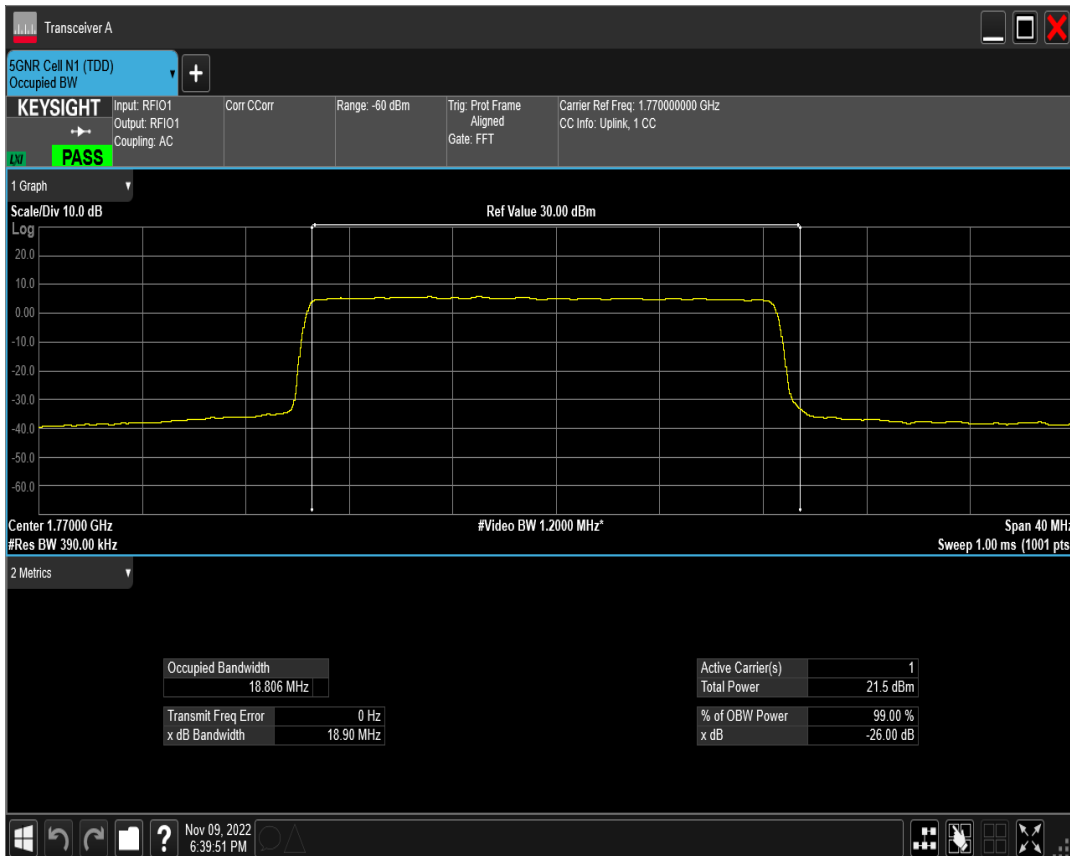 Transceiver A
5GNR Cell N1 (TDD)
Occupied BW
+
KEYSIGHT
LXI
PASS
Input: RFIO1
Output: RFIO1
Coupling: AC
Corr CCorr
Range: -60 dBm
Trig: Prot Frame
Aligned
Gate: FFT
Carrier Ref Freq: 1.770000000 GHz
CC Info: Uplink, 1 CC
1 Graph
Scale/Div 10.0 dB
Ref Value 30.00 dBm
Log
20.0
10.0
0.00
-10.0
-20.0
-30.0
-40.0
-50.0
-60.0
Center 1.77000 GHz
#Video BW 1.2000 MHz*
Span 40 MHz
#Res BW 390.00 kHz
Sweep 1.00 ms (1001 pts
2 Metrics
Occupied Bandwidth
18.806 MHz
Transmit Freq Error 0 Hz
x dB Bandwidth 18.90 MHz
Active Carrier(s) 1
Total Power 21.5 dBm
% of OBW Power 99.00 %
x dB -26.00 dB
?
Nov 09, 2022
6:39:51 PM